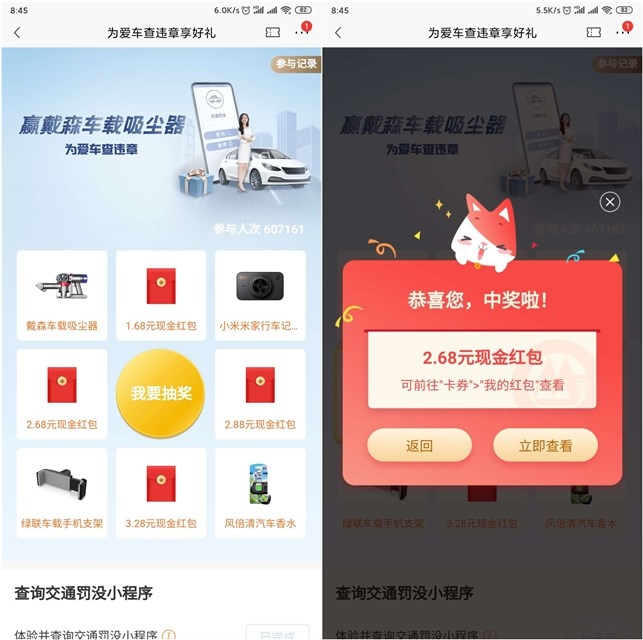 8:45
6.0K/s
82
为爱车查违章享好礼
1
参与记录
赢戴森车载吸尘器
为爱车查违章
参与人次 607161
戴森车载吸尘器
1.68元现金红包
小米米家行车记...
2.68元现金红包
我要抽奖
2.88元现金红包
绿联车载手机支架
3.28元现金红包
风倍清汽车香水
查询交通罚没小程序
体验并查询交通罚没小程序
已完成
8:45
5.5K/s
82
为爱车查违章享好礼
1
参与记录
赢戴森车载吸尘器
为爱车查违章
恭喜您，中奖啦！
2.68元现金红包
可前往"卡券">"我的红包"查看
返回
立即查看
绿联车载手机支架
3.28元现金红包
风倍清汽车香水
查询交通罚没小程序
体验并查询交通罚没小程序
已完成